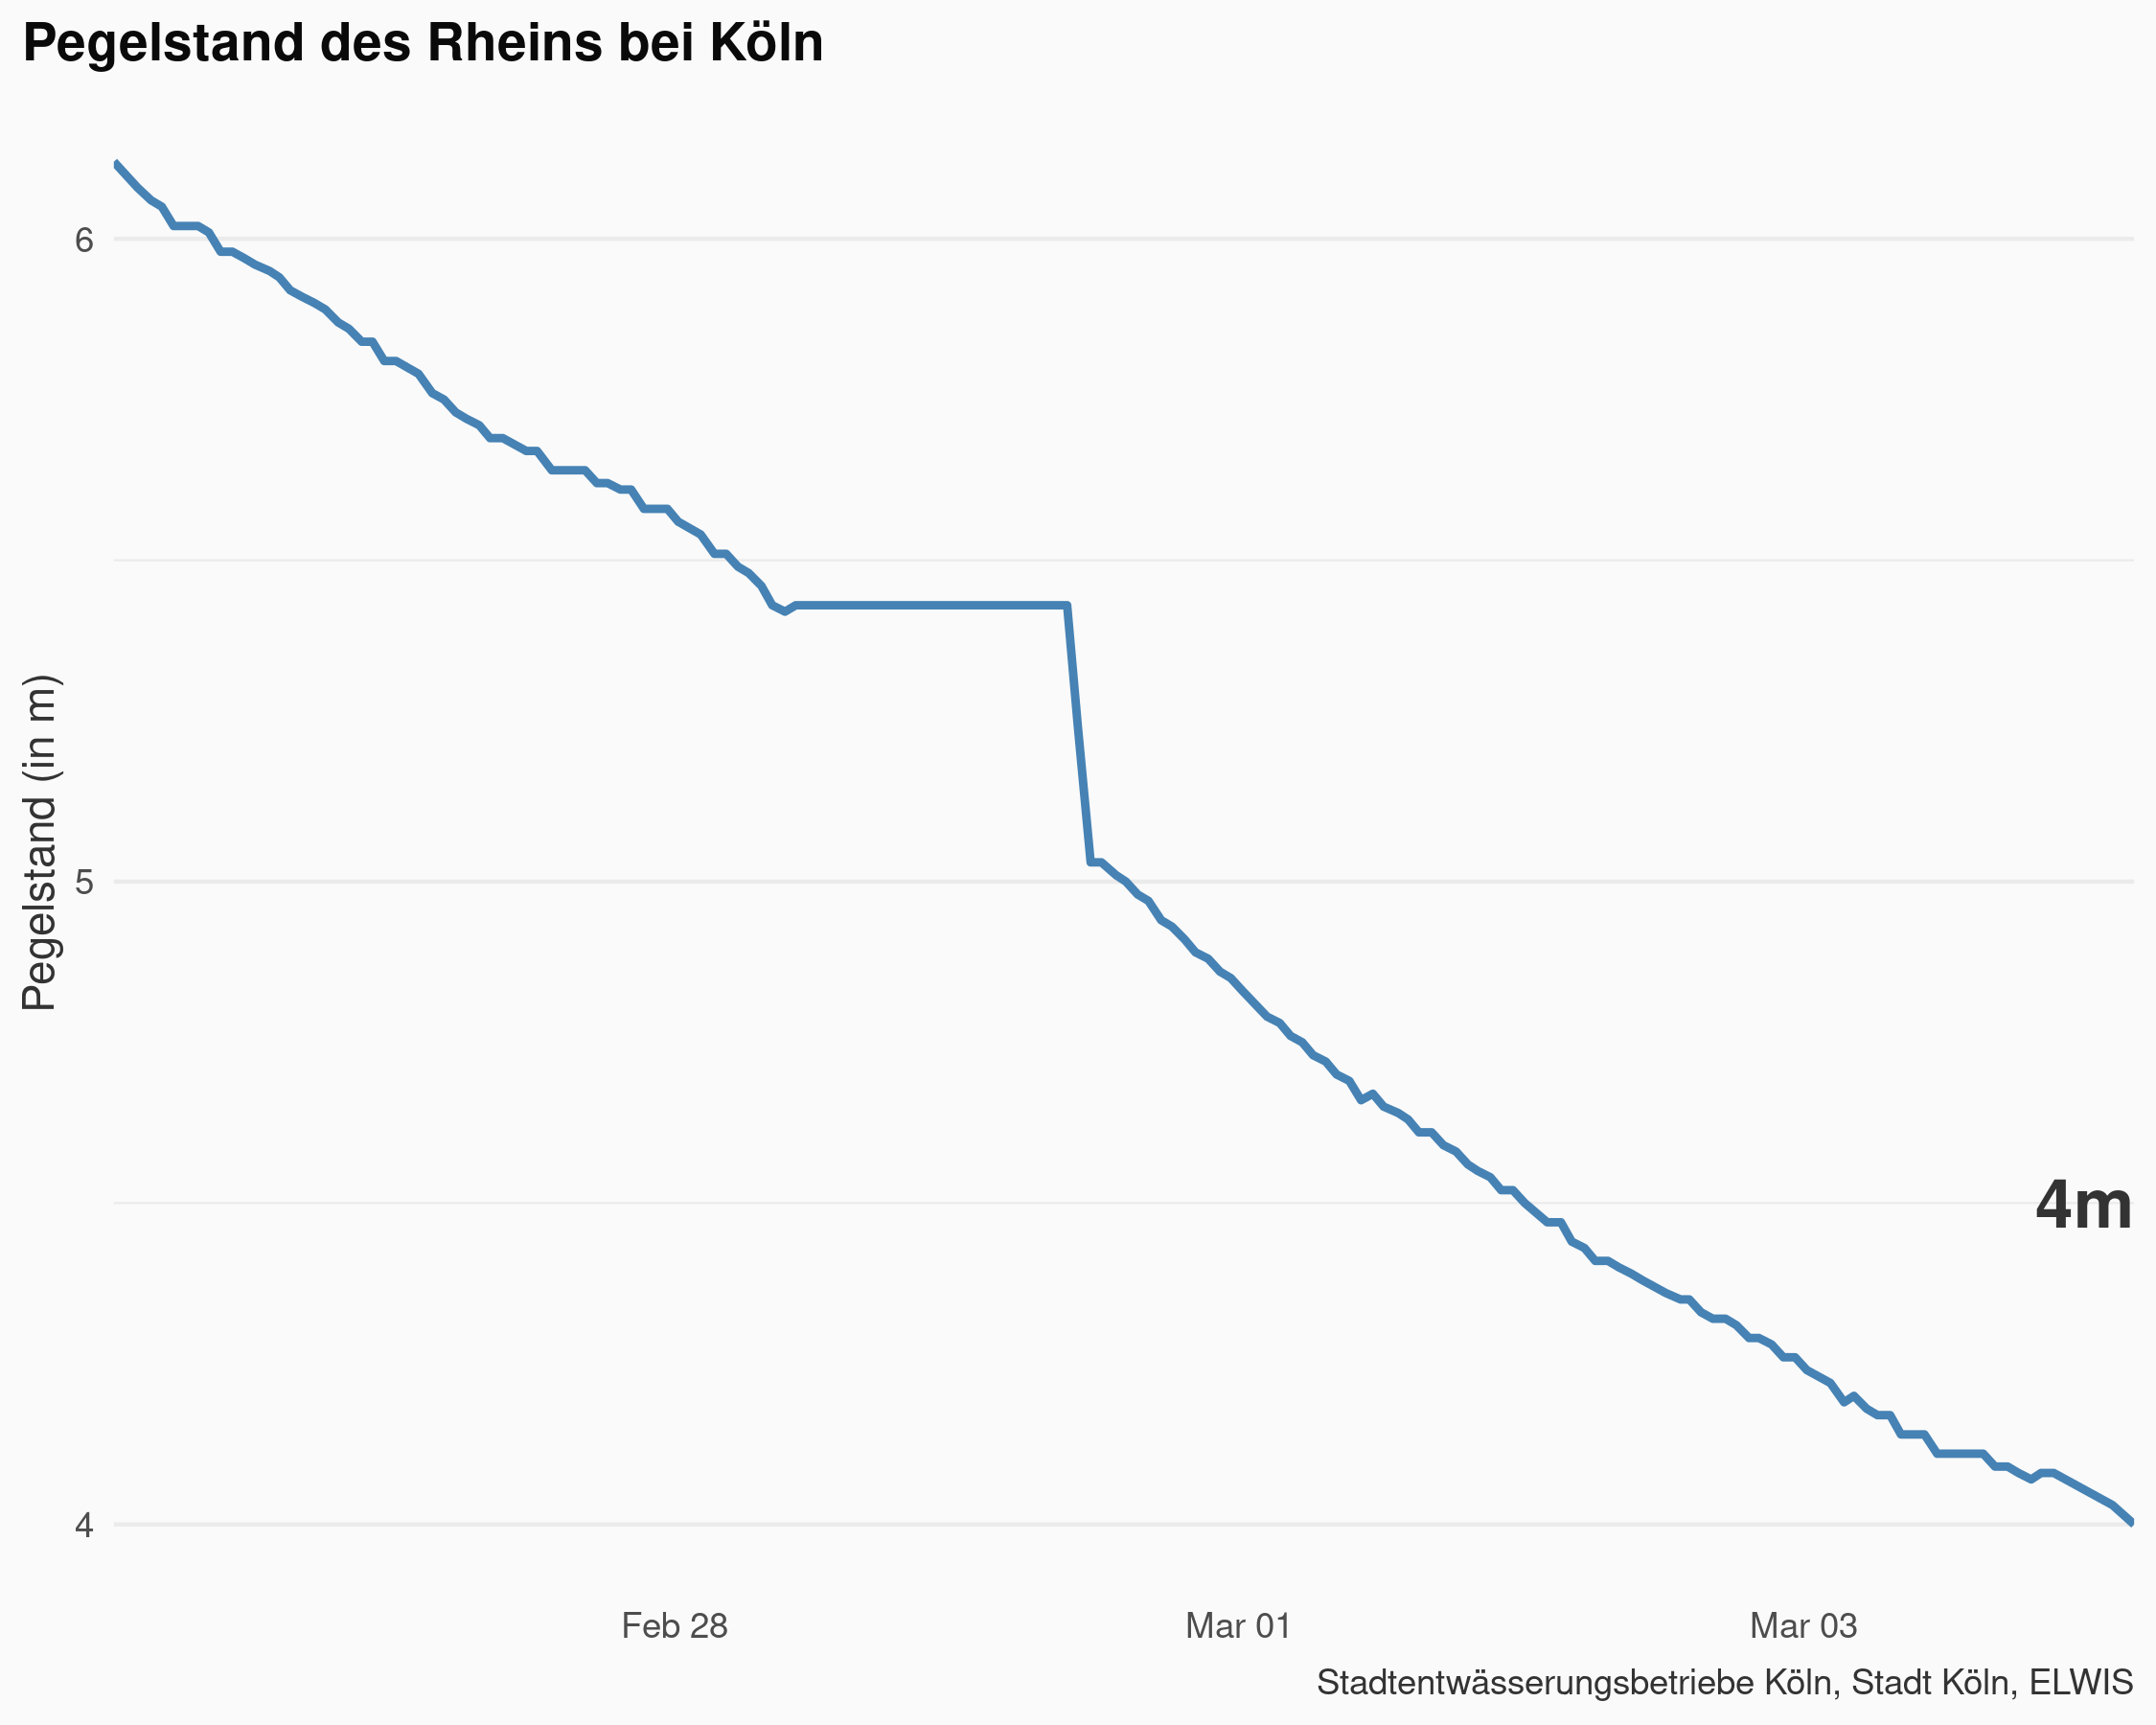 Pegelstand des Rheins bei Köln
Pegelstand (in m)
6
5
4
4m
Feb 28
Mar 01
Mar 03
Stadtentwässerungsbetriebe Köln, Stadt Köln, ELWIS